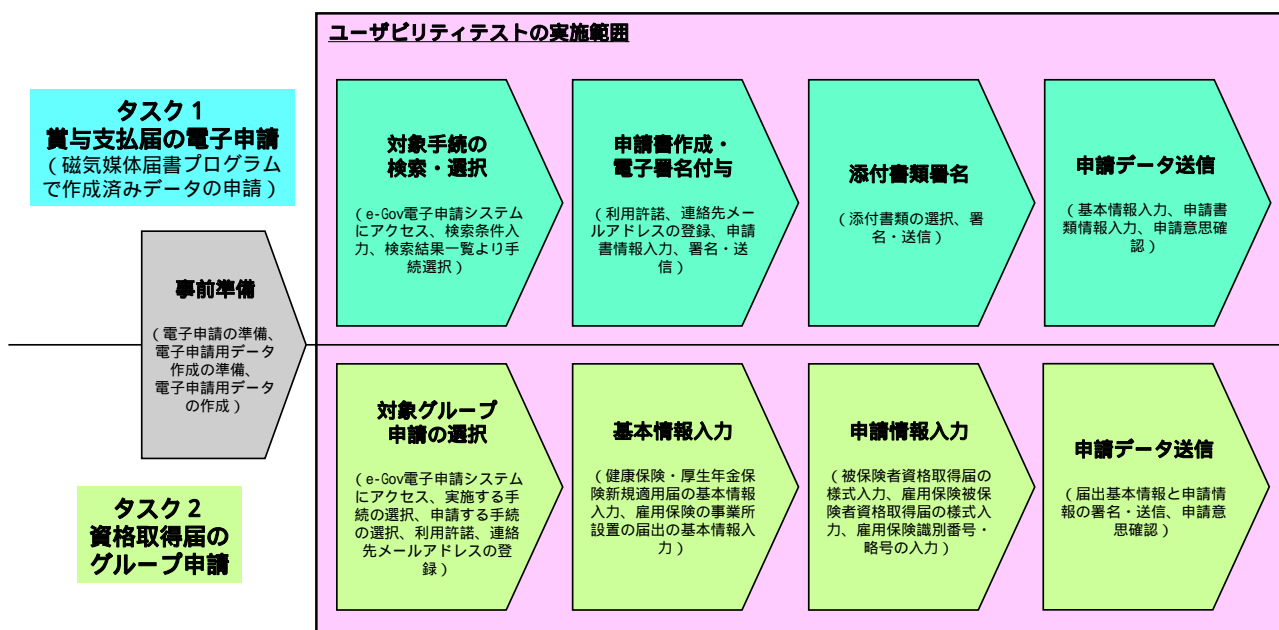 ユーザビリティテストの実施範囲
タスク1
賞与支払届の電子申請
(磁気媒体届書プログラム
で作成済みデータの申請)
対象手続の
検索・選択
(e-Gov電子申請システム
にアクセス、検索条件入
力、検索結果一覧より手
続選択)
申請書作成・
電子署名付与
(利用許諾、連絡先メー
ルアドレスの登録、申請
書情報入力、署名・送
信)
添付書類署名
(添付書類の選択、署
名・送信)
申請データ送信
(基本情報入力、申請書
類情報入力、申請意思確
認)
事前準備
(電子申請の準備、
電子申請用データ
作成の準備、
電子申請用データ
の作成)
タスク2
資格取得届の
グループ申請
対象グループ
申請の選択
(e-Gov電子申請システム
にアクセス、実施する手
続の選択、申請する手続
の選択、利用許諾、連絡
先メールアドレスの登
録)
基本情報入力
(健康保険・厚生年金保
険新規適用届の基本情報
入力、雇用保険の事業所
設置の届出の基本情報入
力)
申請情報入力
(被保険者資格取得届の
様式入力、雇用保険被保
険者資格取得届の様式入
力、雇用保険識別番号・
略号の入力)
申請データ送信
(届出基本情報と申請情
報の署名・送信、申請意
思確認)